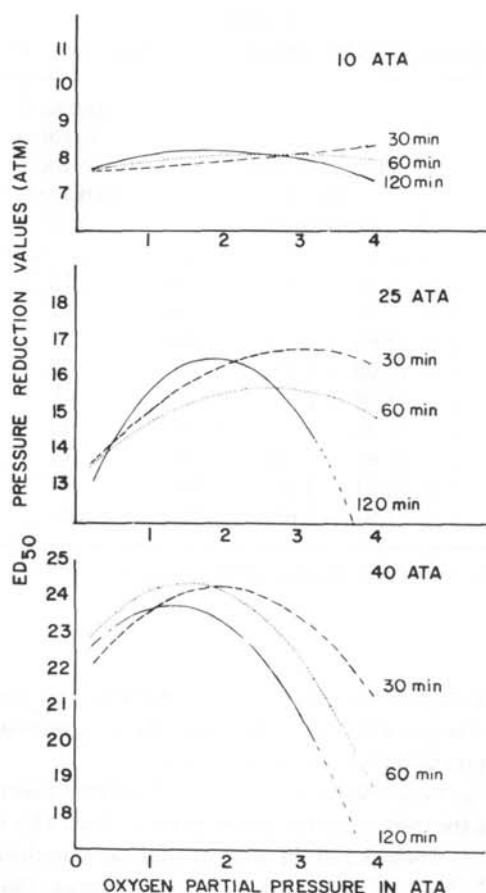 ED50 PRESSURE REDUCTION VALUES (ATM)
10 ATA
11
10
9
8
7
30 min
60 min
120 min
1 2 3 4
25 ATA
18
17
16
15
14
13
30 min
60 min
120 min
1 2 3 4
40 ATA
25
24
23
22
21
20
19
18
30 min
60 min
120 min
0 1 2 3 4
OXYGEN PARTIAL PRESSURE IN ATA